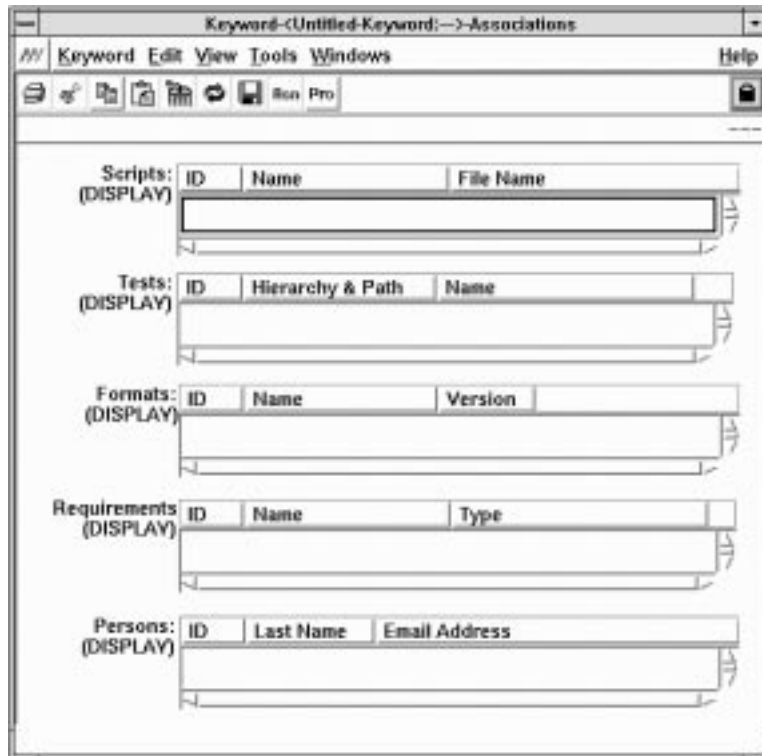 Keyword-<Untitled-Keyword:-->-Associations
Keyword Edit View Tools Windows Help
Pro
---
Scripts: ID Name File Name
(DISPLAY)
Tests: ID Hierarchy & Path Name
(DISPLAY)
Formats: ID Name Version
(DISPLAY)
Requirements ID Name Type
(DISPLAY)
Persons: ID Last Name Email Address
(DISPLAY)